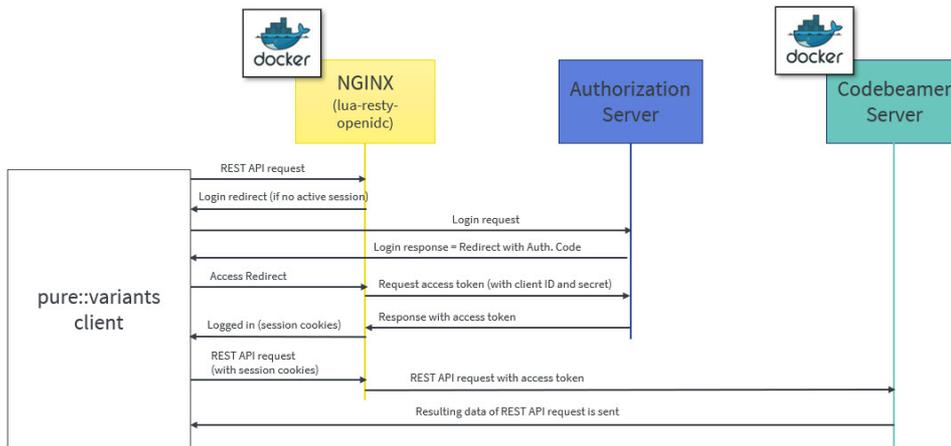 docker
docker
NGINX
(lua-resty-
openidc)
Authorization
Server
Codebeamer
Server
REST API request
Login redirect (if no active session)
Login request
Login response = Redirect with Auth. Code
Access Redirect
Request access token (with client ID and secret)
pure::variants
client
Response with access token
Logged in (session cookies)
REST API request
(with session cookies)
REST API request with access token
Resulting data of REST API request is sent